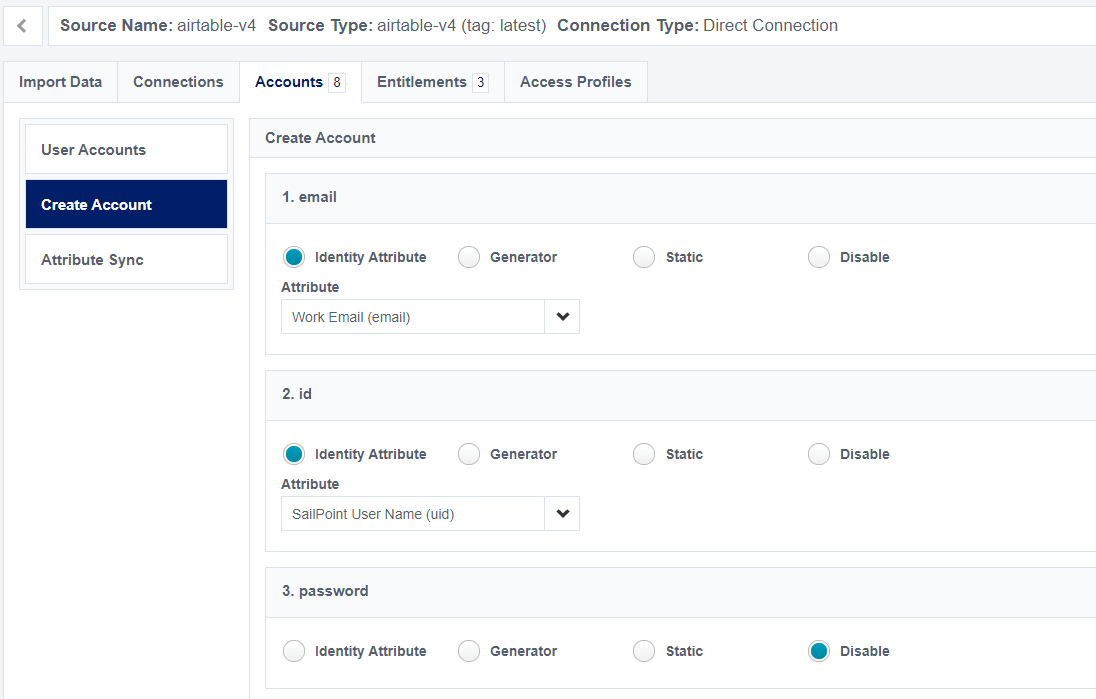 Source Name: airtable-v4 Source Type: airtable-v4 (tag: latest) Connection Type: Direct Connection
Import Data Connections Accounts 8 Entitlements 3 Access Profiles
User Accounts
Create Account
Attribute Sync
Create Account
1. email
Identity Attribute Generator Static Disable
Attribute
Work Email (email)
2. id
Identity Attribute Generator Static Disable
Attribute
SailPoint User Name (uid)
3. password
Identity Attribute Generator Static Disable